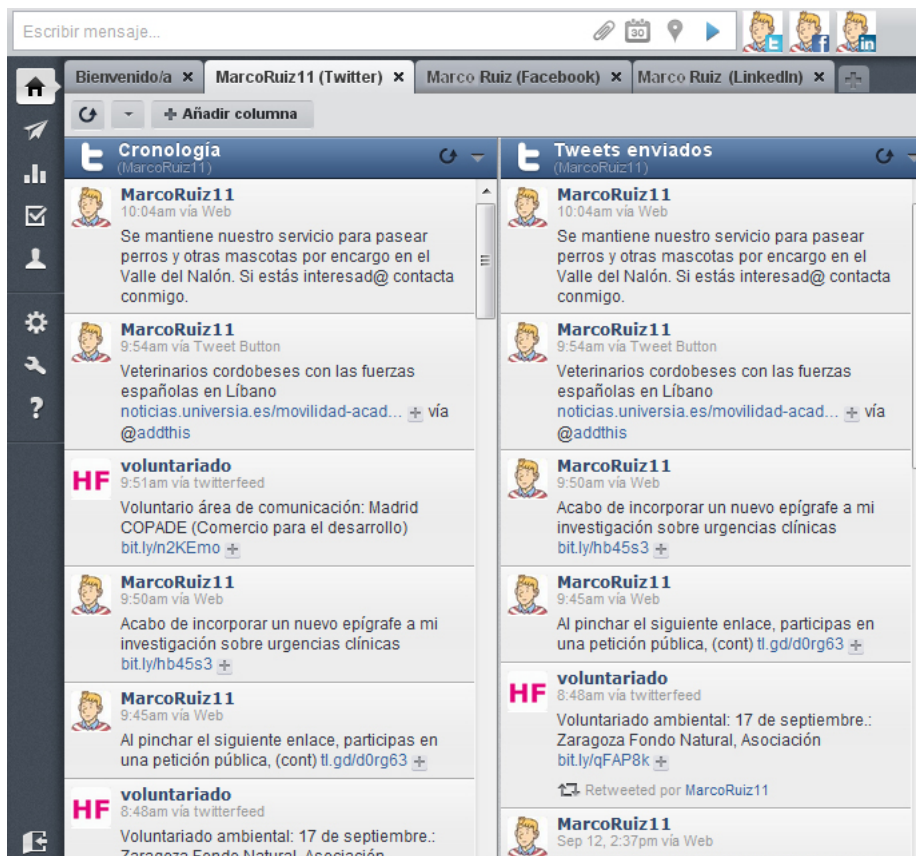 Escribir mensaje...
30
Bienvenido/a x
MarcoRuiz11 (Twitter) x
Marco Ruiz (Facebook) x
Marco Ruiz (LinkedIn) x
Añadir columna
Cronología
(MarcoRuiz11)
MarcoRuiz11
10:04am vía Web
Se mantiene nuestro servicio para pasear
perros y otras mascotas por encargo en el
Valle del Nalón. Si estás interesad@ contacta
conmigo.
MarcoRuiz11
9:54am vía Tweet Button
Veterinarios cordobeses con las fuerzas
españolas en Líbano
noticias.universia.es/movilidad-acad... + vía
@addthis
HF
voluntariado
9:51am vía twitterfeed
Voluntario área de comunicación: Madrid
COPADE (Comercio para el desarrollo)
bit.ly/n2KEmo +
MarcoRuiz11
9:50am vía Web
Acabo de incorporar un nuevo epígrafe a mi
investigación sobre urgencias clínicas
bit.ly/hb45s3 +
MarcoRuiz11
9:45am vía Web
Al pinchar el siguiente enlace, participas en
una petición pública, (cont) tl.gd/d0rg63 +
HF
voluntariado
8:48am vía twitterfeed
Voluntariado ambiental: 17 de septiembre.:
Zaragoza Fondo Natural, Asociación
Tweets enviados
(MarcoRuiz11)
MarcoRuiz11
10:04am vía Web
Se mantiene nuestro servicio para pasear
perros y otras mascotas por encargo en el
Valle del Nalón. Si estás interesad@ contacta
conmigo.
MarcoRuiz11
9:54am vía Tweet Button
Veterinarios cordobeses con las fuerzas
españolas en Líbano
noticias.universia.es/movilidad-acad... + vía
@addthis
MarcoRuiz11
9:50am vía Web
Acabo de incorporar un nuevo epígrafe a mi
investigación sobre urgencias clínicas
bit.ly/hb45s3 +
MarcoRuiz11
9:45am vía Web
Al pinchar el siguiente enlace, participas en
una petición pública, (cont) tl.gd/d0rg63 +
HF
voluntariado
8:48am vía twitterfeed
Voluntariado ambiental: 17 de septiembre.:
Zaragoza Fondo Natural, Asociación
bit.ly/qFAP8k +
Retweeted por MarcoRuiz11
MarcoRuiz11
Sep 12, 2:37pm vía Web